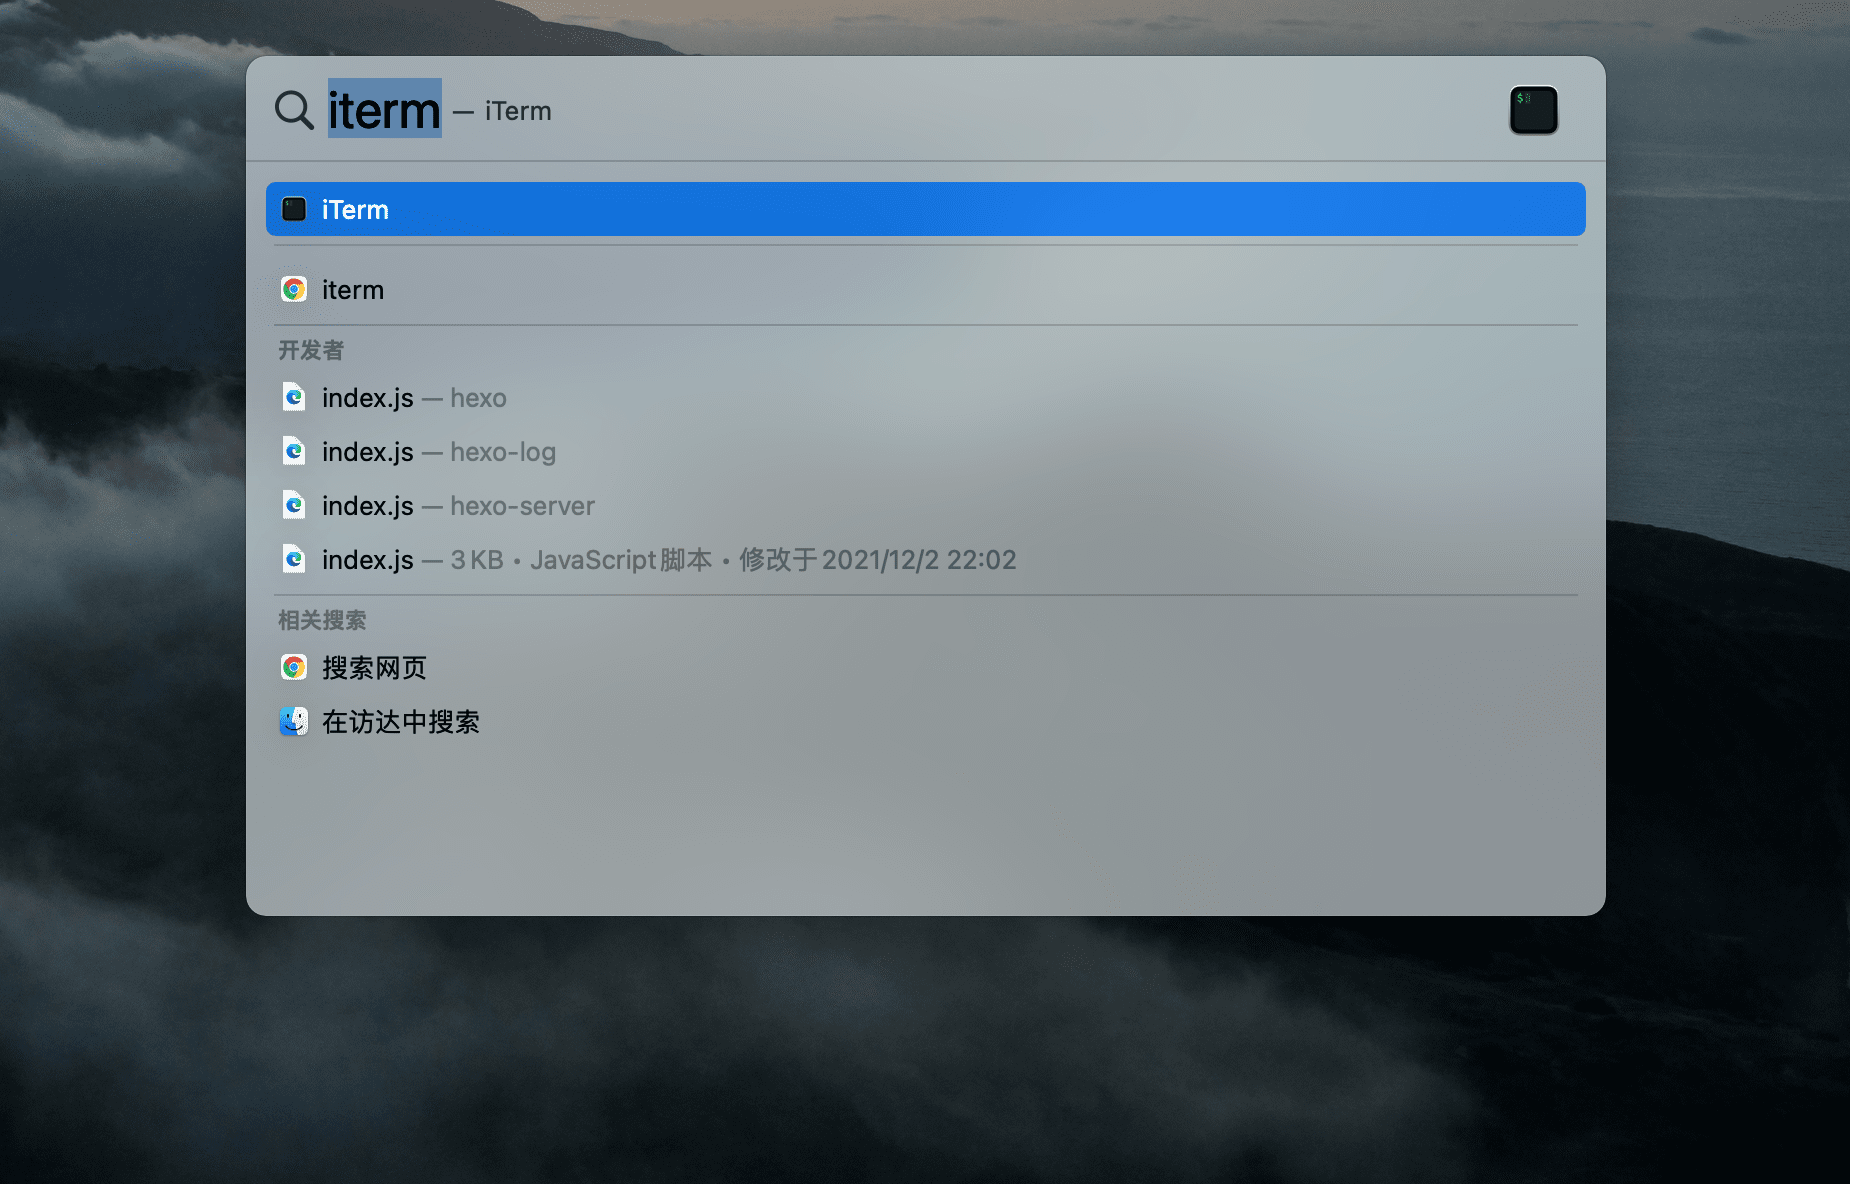 iterm — iTerm
iTerm
iterm
开发者
index.js — hexo
index.js — hexo-log
index.js — hexo-server
index.js — 3 KB • JavaScript脚本 • 修改于 2021/12/2 22:02
相关搜索
搜索网页
在访达中搜索